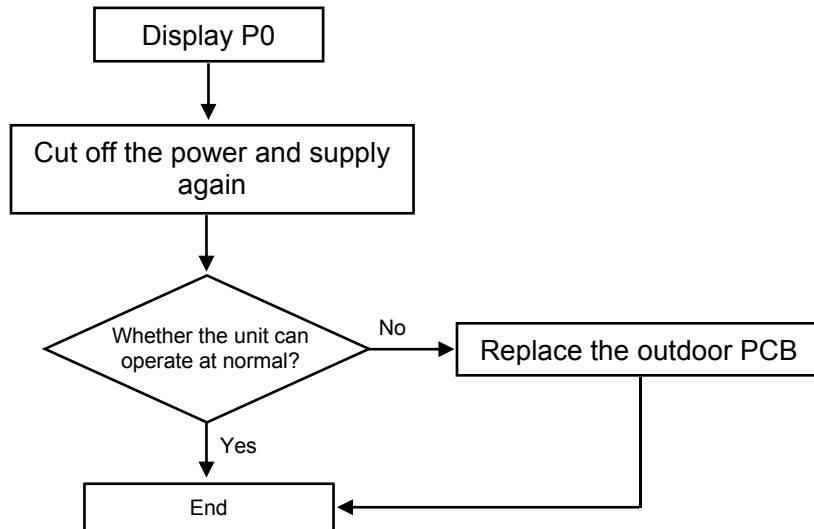 Display P0
Cut off the power and supply
again
Whether the unit can
operate at normal?
No
Replace the outdoor PCB
Yes
End